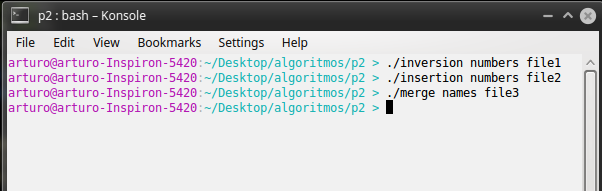 p2 : bash – Konsole
File Edit View Bookmarks Settings Help
arturo@arturo-Inspiron-5420:~/Desktop/algoritmos/p2 > ./inversion numbers file1
arturo@arturo-Inspiron-5420:~/Desktop/algoritmos/p2 > ./insertion numbers file2
arturo@arturo-Inspiron-5420:~/Desktop/algoritmos/p2 > ./merge names file3
arturo@arturo-Inspiron-5420:~/Desktop/algoritmos/p2 >